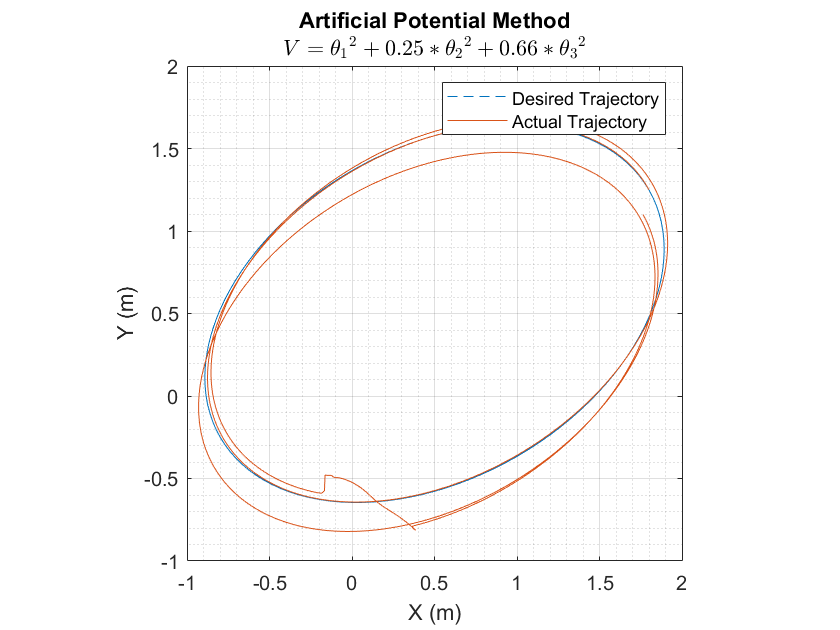 Artificial Potential Method
V = θ₁² + 0.25 * θ₂² + 0.66 * θ₃²
2
Desired Trajectory
Actual Trajectory
1.5
1
0.5
0
-0.5
-1
Y (m)
-1 -0.5 0 0.5 1 1.5 2
X (m)